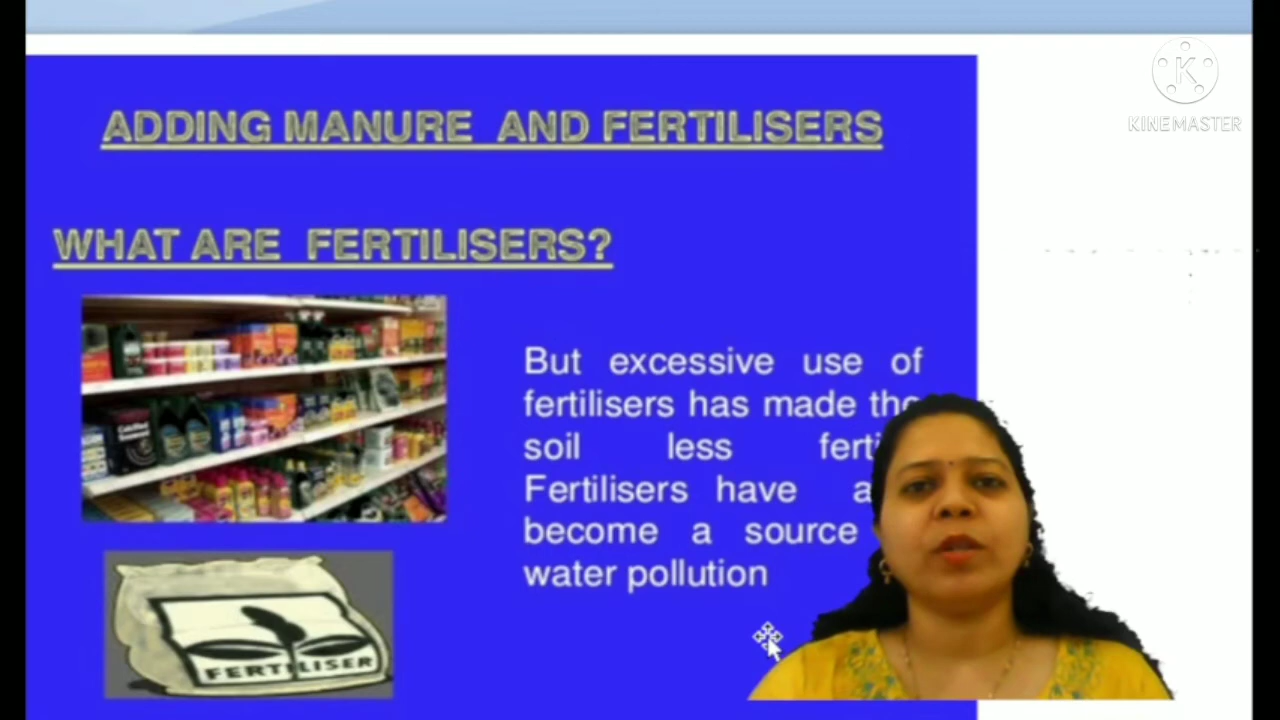 K
KINEMASTER
ADDING MANURE AND FERTILISERS
WHAT ARE FERTILISERS?
But excessive use of
fertilisers has made the
soil less
Fertilisers have
become a source
water pollution
FERTILISER